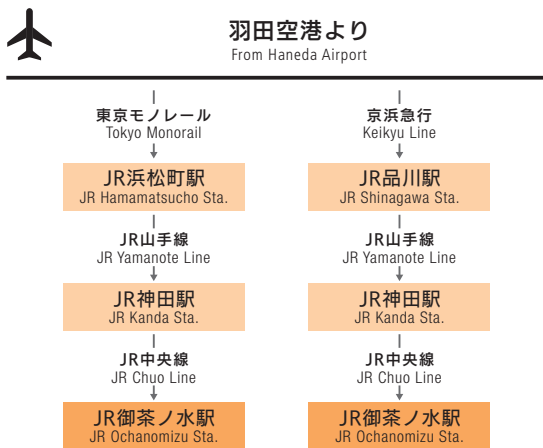 羽田空港より
From Haneda Airport
東京モノレール
Tokyo Monorail
JR浜松町駅
JR Hamamatsucho Sta.
JR山手線
JR Yamanote Line
JR神田駅
JR Kanda Sta.
JR中央線
JR Chuo Line
JR御茶ノ水駅
JR Ochanomizu Sta.
京浜急行
Keikyu Line
JR品川駅
JR Shinagawa Sta.
JR山手線
JR Yamanote Line
JR神田駅
JR Kanda Sta.
JR中央線
JR Chuo Line
JR御茶ノ水駅
JR Ochanomizu Sta.